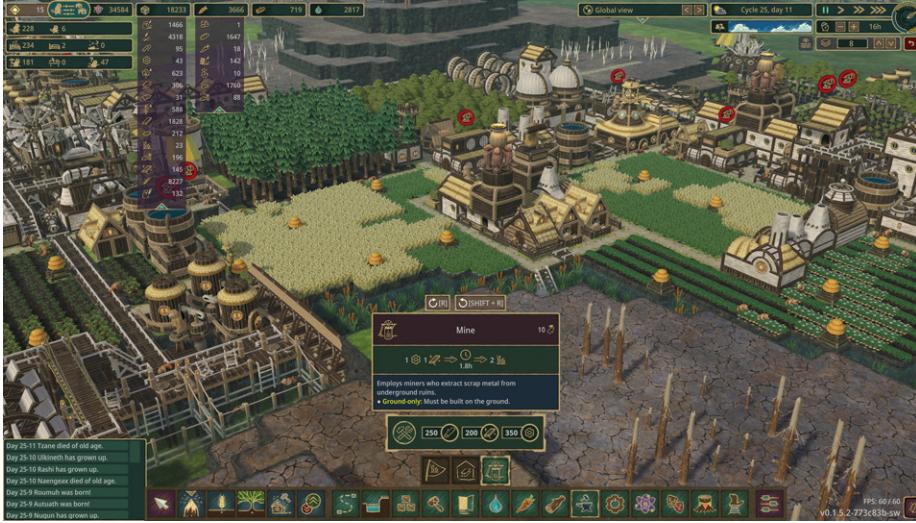 15
34584
18233
3666
719
2817
Global view
Cycle 25, day 11
16h
8
228
6
234
2
0
181
0
47
1466
1
4318
1647
95
18
43
142
623
10
306
1760
31
88
588
1828
212
23
196
145
8227
132
[R]
[SHIFT + R]
Mine
10
1 1 2
1.8h
Employs miners who extract scrap metal from
underground ruins.
● Ground-only: Must be built on the ground.
250 200 350
Day 25-11 Tzane died of old age.
Day 25-10 Ulkineth has grown up.
Day 25-10 Rashi has grown up.
Day 25-10 Naengeax died of old age.
Day 25-9 Roumuh was born!
Day 25-9 Autuath was born!
Day 25-9 Nugun has grown up.
FPS: 60 / 60
v0.1.5.2-773c83b-sw